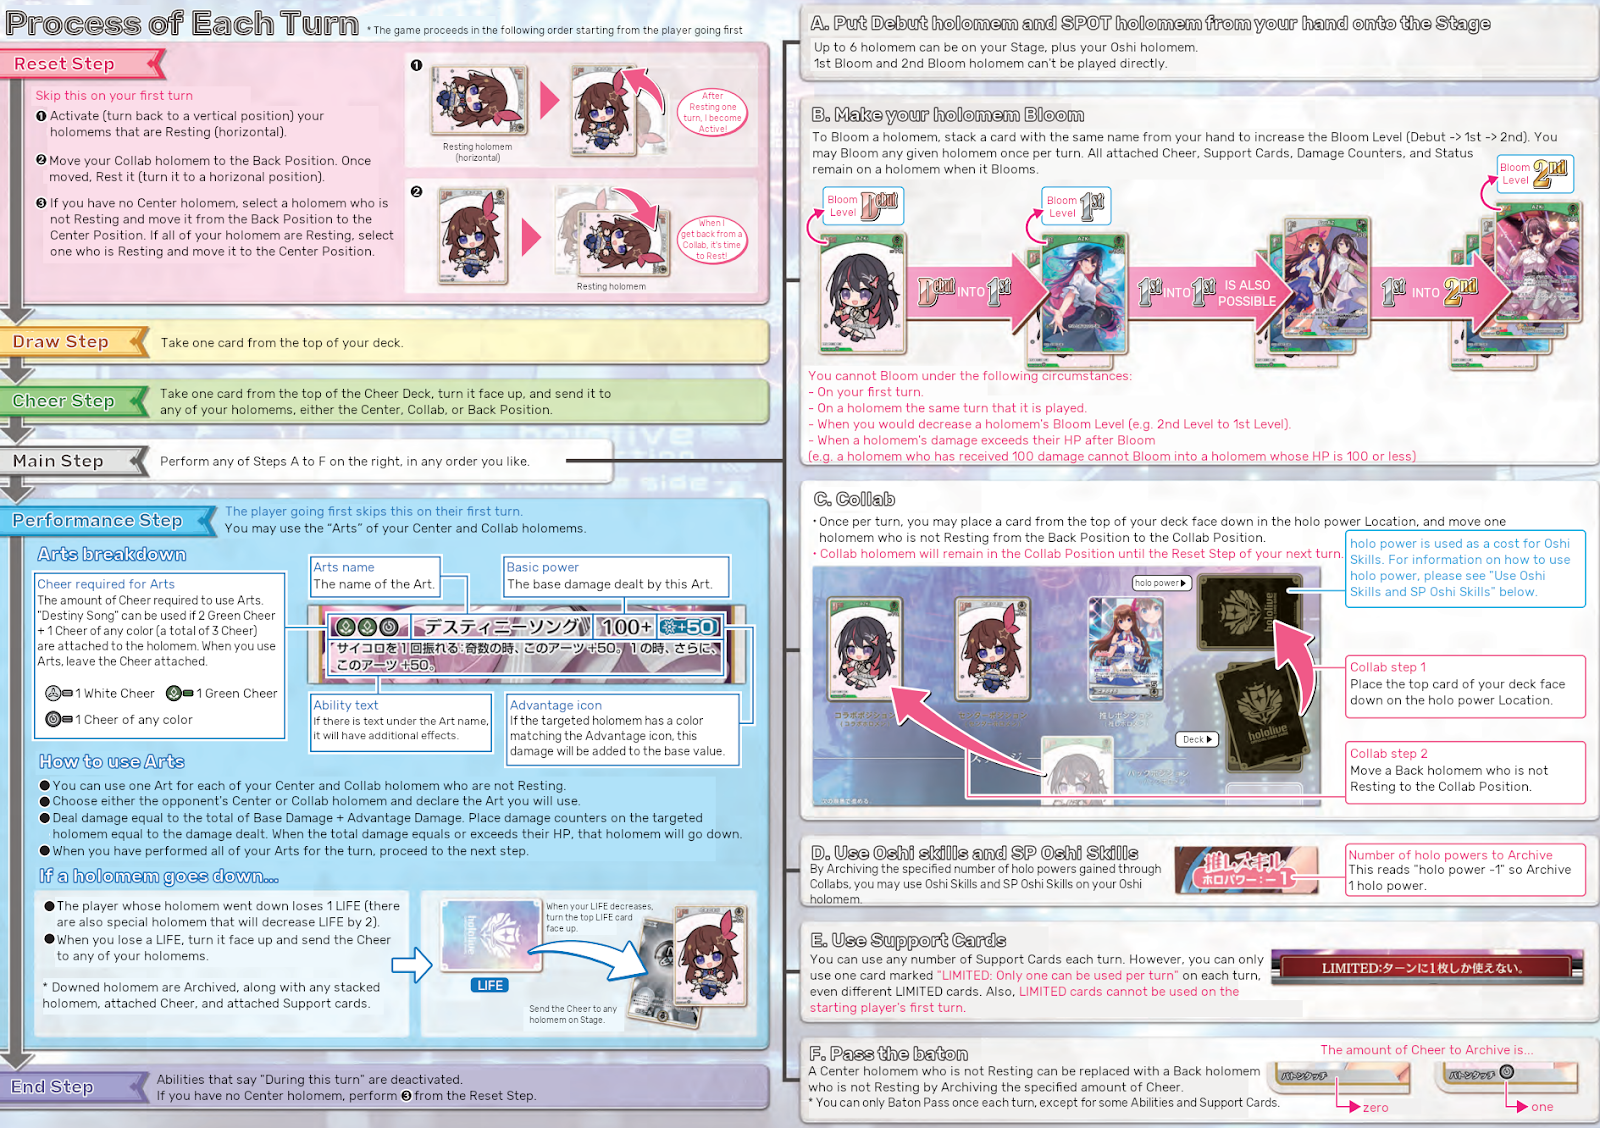 Process of Each Turn
* The game proceeds in the following order starting from the player going first
Reset Step
Skip this on your first turn
❶ Activate (turn back to a vertical position) your
holomems that are Resting (horizontal).
❷ Move your Collab holomem to the Back Position. Once
moved, Rest it (turn it to a horizonal position).
❸ If you have no Center holomem, select a holomem who is
not Resting and move it from the Back Position to the
Center Position. If all of your holomem are Resting, select
one who is Resting and move it to the Center Position.
❶
Resting holomem
(horizontal)
After
Resting one
turn, I become
Active!
❷
Resting holomem
When I
get back from a
Collab, it's time
to Rest!
Draw Step
Take one card from the top of your deck.
Cheer Step
Take one card from the top of the Cheer Deck, turn it face up, and send it to
any of your holomems, either the Center, Collab, or Back Position.
Main Step
Perform any of Steps A to F on the right, in any order you like.
Performance Step
The player going first skips this on their first turn.
You may use the “Arts” of your Center and Collab holomems.
Arts breakdown
Cheer required for Arts
The amount of Cheer required to use Arts.
"Destiny Song" can be used if 2 Green Cheer
+ 1 Cheer of any color (a total of 3 Cheer)
are attached to the holomem. When you use
Arts, leave the Cheer attached.
= 1 White Cheer
= 1 Green Cheer
= 1 Cheer of any color
Arts name
The name of the Art.
Basic power
The base damage dealt by this Art.
デスティニーソング 100+ +50
サイコロを1回振れる:奇数の時、このアーツ+50。1の時、さらに、
このアーツ+50。
Ability text
If there is text under the Art name,
it will have additional effects.
Advantage icon
If the targeted holomem has a color
matching the Advantage icon, this
damage will be added to the base value.
How to use Arts
● You can use one Art for each of your Center and Collab holomem who are not Resting.
● Choose either the opponent's Center or Collab holomem and declare the Art you will use.
● Deal damage equal to the total of Base Damage + Advantage Damage. Place damage counters on the targeted
holomem equal to the damage dealt. When the total damage equals or exceeds their HP, that holomem will go down.
● When you have performed all of your Arts for the turn, proceed to the next step.
If a holomem goes down...
● The player whose holomem went down loses 1 LIFE (there
are also special holomem that will decrease LIFE by 2).
● When you lose a LIFE, turn it face up and send the Cheer
to any of your holomems.
* Downed holomem are Archived, along with any stacked
holomem, attached Cheer, and attached Support cards.
hololive
LIFE
When your LIFE decreases,
turn the top LIFE card
face up.
Send the Cheer to any
holomem on Stage.
End Step
Abilities that say "During this turn" are deactivated.
If you have no Center holomem, perform ❸ from the Reset Step.
A. Put Debut holomem and SPOT holomem from your hand onto the Stage
Up to 6 holomem can be on your Stage, plus your Oshi holomem.
1st Bloom and 2nd Bloom holomem can't be played directly.
B. Make your holomem Bloom
To Bloom a holomem, stack a card with the same name from your hand to increase the Bloom Level (Debut -> 1st -> 2nd). You
may Bloom any given holomem once per turn. All attached Cheer, Support Cards, Damage Counters, and Status
remain on a holomem when it Blooms.
Bloom
Level Debut
Bloom
Level 1st
Bloom
Level 2nd
Debut INTO 1st
1st INTO 1st IS ALSO
POSSIBLE
1st INTO 2nd
You cannot Bloom under the following circumstances:
- On your first turn.
- On a holomem the same turn that it is played.
- When you would decrease a holomem's Bloom Level (e.g. 2nd Level to 1st Level).
- When a holomem's damage exceeds their HP after Bloom
(e.g. a holomem who has received 100 damage cannot Bloom into a holomem whose HP is 100 or less)
C. Collab
・Once per turn, you may place a card from the top of your deck face down in the holo power Location, and move one
holomem who is not Resting from the Back Position to the Collab Position.
・Collab holomem will remain in the Collab Position until the Reset Step of your next turn.
holo power is used as a cost for Oshi
Skills. For information on how to use
holo power, please see "Use Oshi
Skills and SP Oshi Skills" below.
holo power ▶
hololive
コラボポジション
センターポジション
推しポジション
Deck ▶
hololive
ステージ
バックポジション
Collab step 1
Place the top card of your deck face
down on the holo power Location.
Collab step 2
Move a Back holomem who is not
Resting to the Collab Position.
D. Use Oshi skills and SP Oshi Skills
By Archiving the specified number of holo powers gained through
Collabs, you may use Oshi Skills and SP Oshi Skills on your Oshi
holomem.
推しスキル
ホロパワー:－1
Number of holo powers to Archive
This reads "holo power -1" so Archive
1 holo power.
E. Use Support Cards
You can use any number of Support Cards each turn. However, you can only
use one card marked "LIMITED: Only one can be used per turn" on each turn,
even different LIMITED cards. Also, LIMITED cards cannot be used on the
starting player's first turn.
LIMITED:ターンに1枚しか使えない。
F. Pass the baton
A Center holomem who is not Resting can be replaced with a Back holomem
who is not Resting by Archiving the specified amount of Cheer.
* You can only Baton Pass once each turn, except for some Abilities and Support Cards.
The amount of Cheer to Archive is...
バトンタッチ
zero
バトンタッチ
one